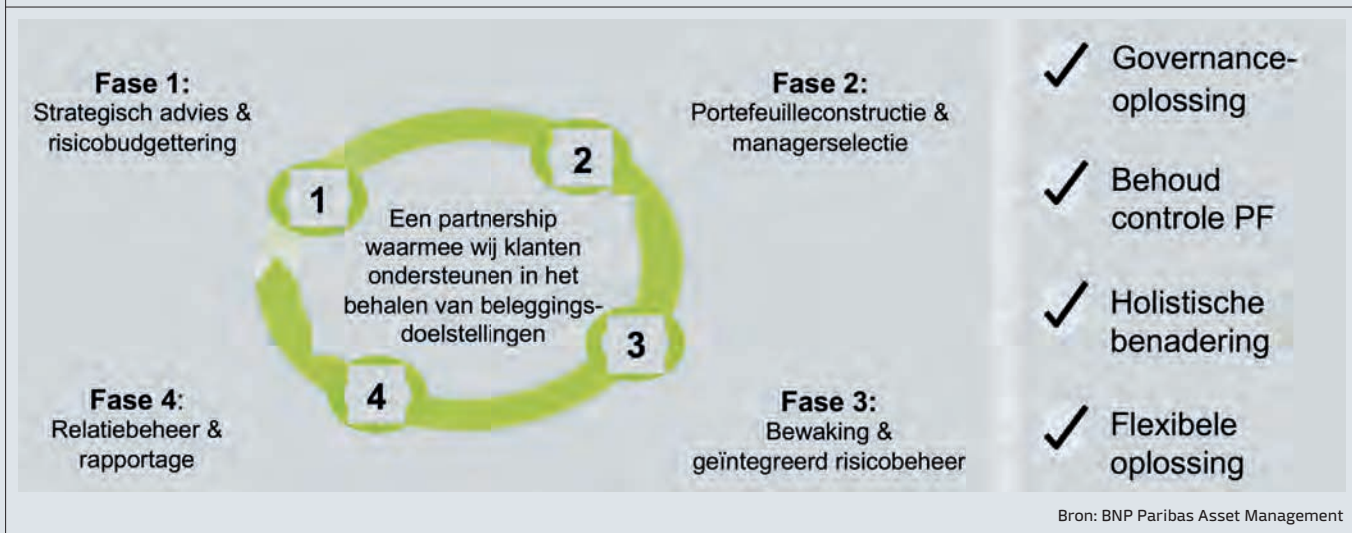 Fase 1:
Strategisch advies &
risicobudgettering
Fase 2:
Portefeuilleconstructie &
managerselectie
1
2
Een partnership
waarmee wij klanten
ondersteunen in het
behalen van beleggings-
doelstellingen
3
4
Fase 4:
Relatiebeheer &
rapportage
Fase 3:
Bewaking &
geïntegreerd risicobeheer
Governance-
oplossing
Behoud
controle PF
Holistische
benadering
Flexibele
oplossing
Bron: BNP Paribas Asset Management